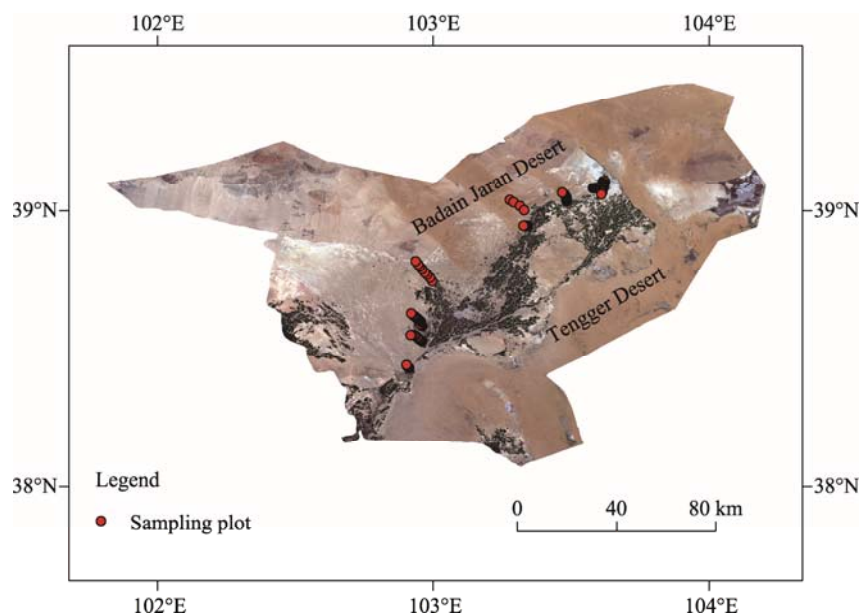 102°E 103°E 104°E
39°N 39°N
Badain Jaran Desert
Tengger Desert
38°N 38°N
Legend
Sampling plot
0 40 80 km
102°E 103°E 104°E